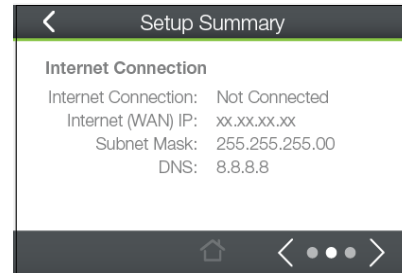 Setup Summary
Internet Connection
Internet Connection: Not Connected
Internet (WAN) IP: xx.xx.xx.xx
Subnet Mask: 255.255.255.00
DNS: 8.8.8.8